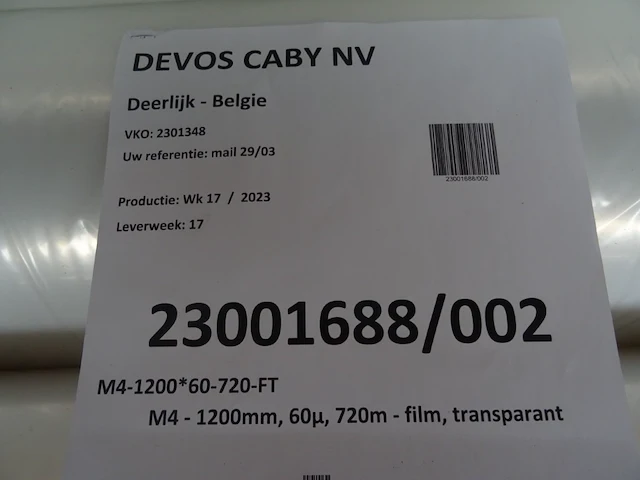 DEVOS CABY NV
Deerlijk - Belgie
VKO: 2301348
Uw referentie: mail 29/03
23001688/002
Productie: Wk 17 / 2023
Leverweek: 17
23001688/002
M4-1200*60-720-FT
M4 - 1200mm, 60µ, 720m - film, transparant